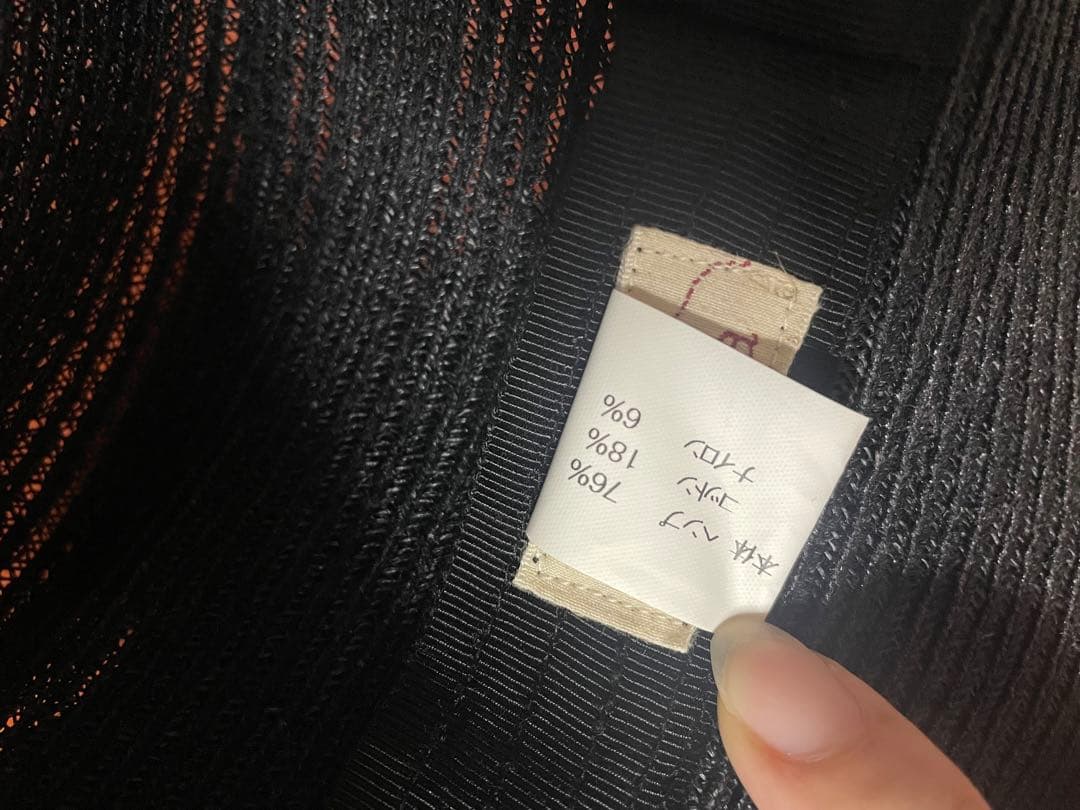 本体 ヘンプ 76%
コットン 18%
ナイロン 6%